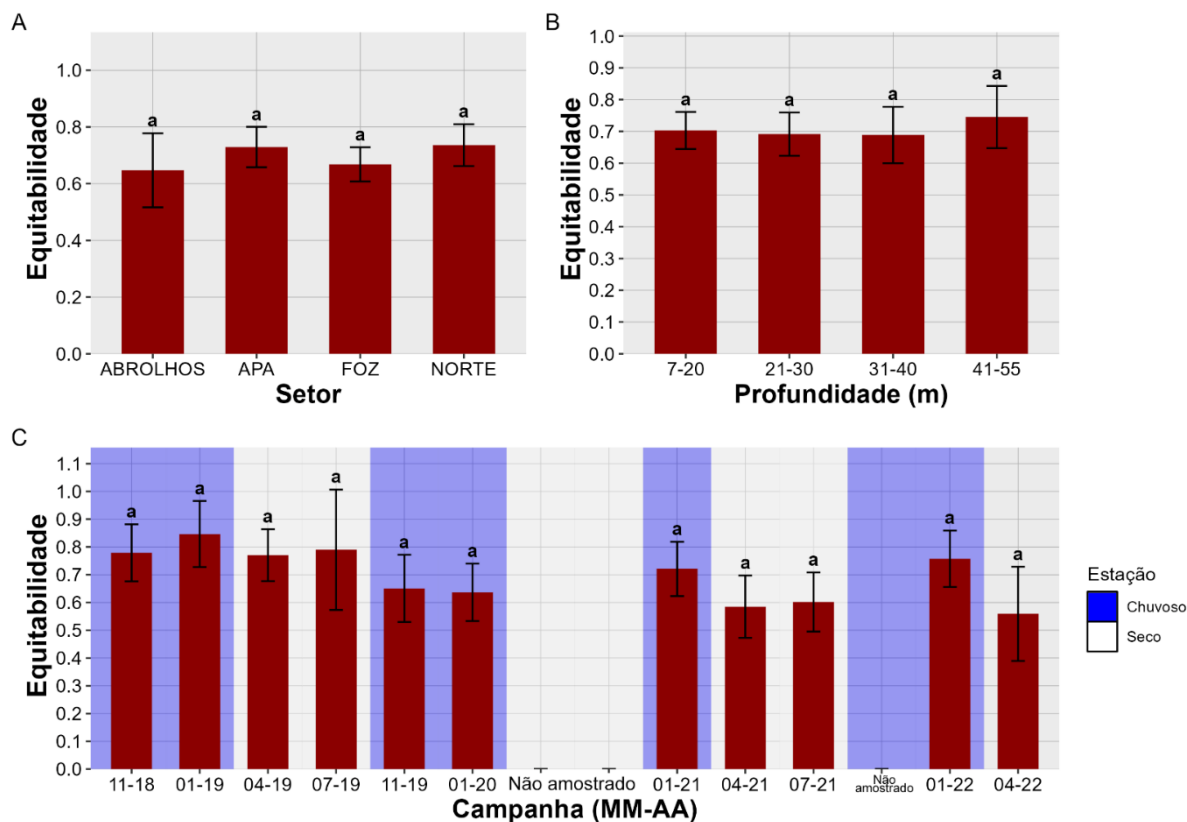 A
Equitabilidade
1.0
0.8
0.6
0.4
0.2
0.0
a a a a
ABROLHOS APA FOZ NORTE
Setor
B
Equitabilidade
1.0
0.9
0.8
0.7
0.6
0.5
0.4
0.3
0.2
0.1
0.0
a a a a
7-20 21-30 31-40 41-55
Profundidade (m)
C
Equitabilidade
1.1
1.0
0.9
0.8
0.7
0.6
0.5
0.4
0.3
0.2
0.1
0.0
a a a a a a a a a a a
11-18 01-19 04-19 07-19 11-19 01-20 Não amostrado 01-21 04-21 07-21 Não amostrado 01-22 04-22
Campanha (MM-AA)
Estação
Chuvoso
Seco